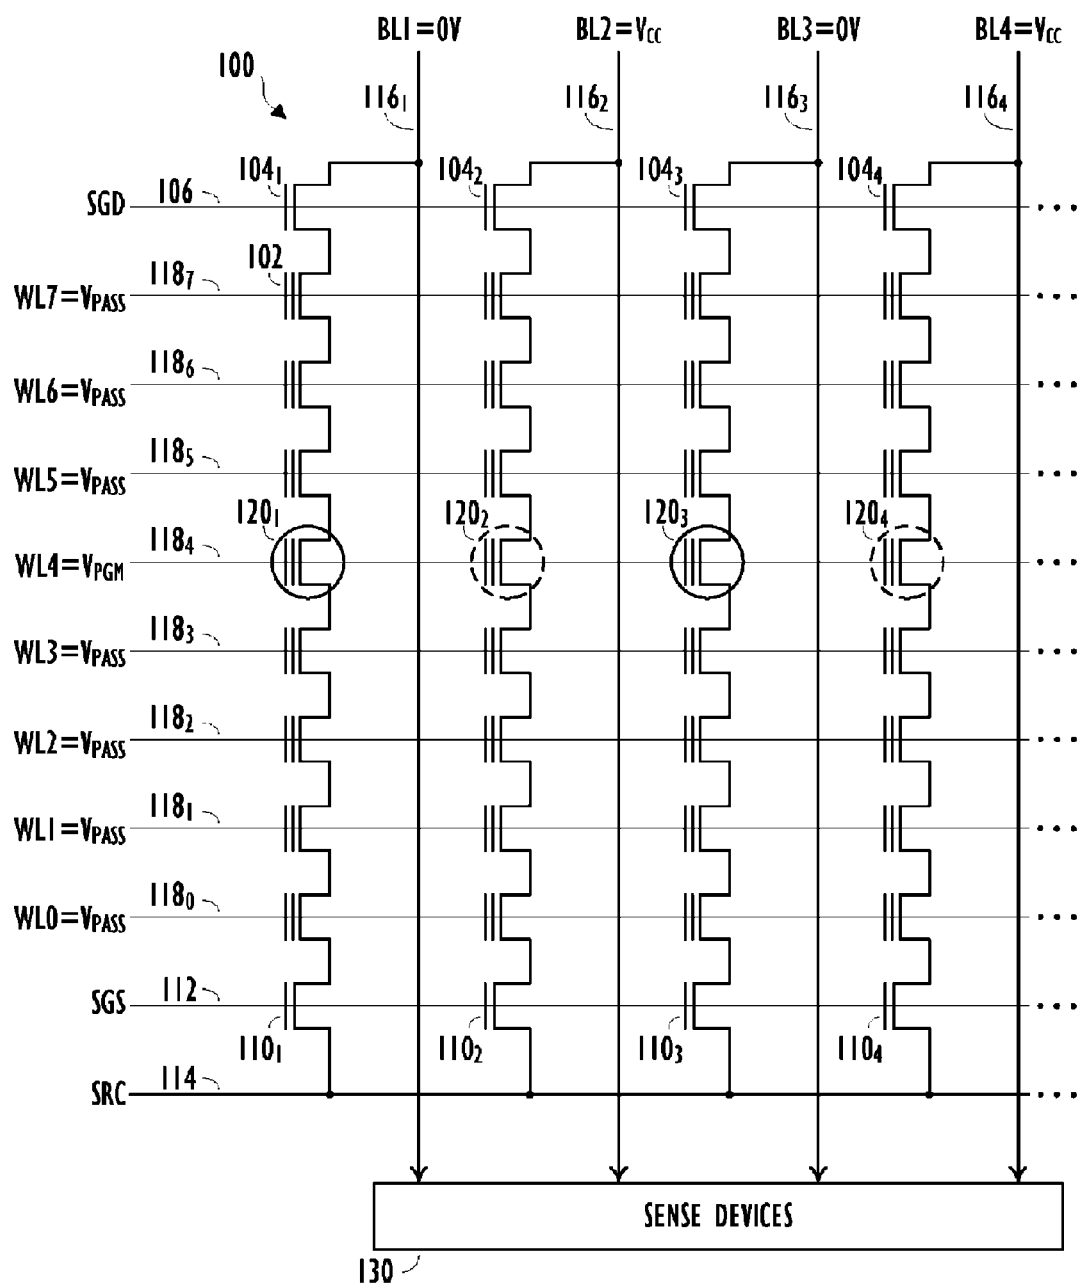 BL1=0V BL2=VCC BL3=0V BL4=VCC
100
116₁ 116₂ 116₃ 116₄
104₁ 104₂ 104₃ 104₄
SGD 106
102
WL7=VPASS 118₇
WL6=VPASS 118₆
WL5=VPASS 118₅
120₁ 120₂ 120₃ 120₄
WL4=VPGM 118₄
WL3=VPASS 118₃
WL2=VPASS 118₂
WL1=VPASS 118₁
WL0=VPASS 118₀
SGS 112
110₁ 110₂ 110₃ 110₄
SRC 114
SENSE DEVICES
130